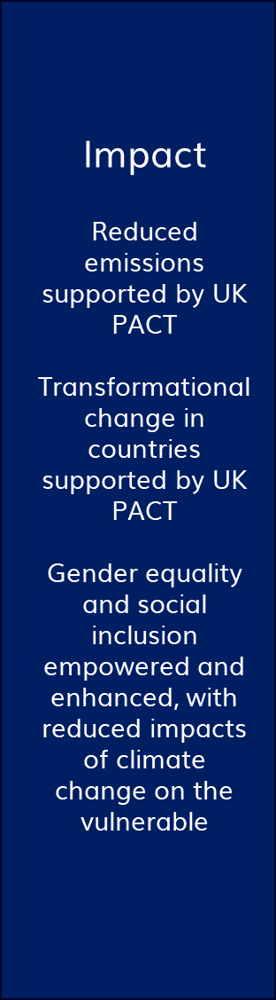 Impact
Reduced
emissions
supported by UK
PACT
Transformational
change in
countries
supported by UK
PACT
Gender equality
and social
inclusion
empowered and
enhanced, with
reduced impacts
of climate
change on the
vulnerable